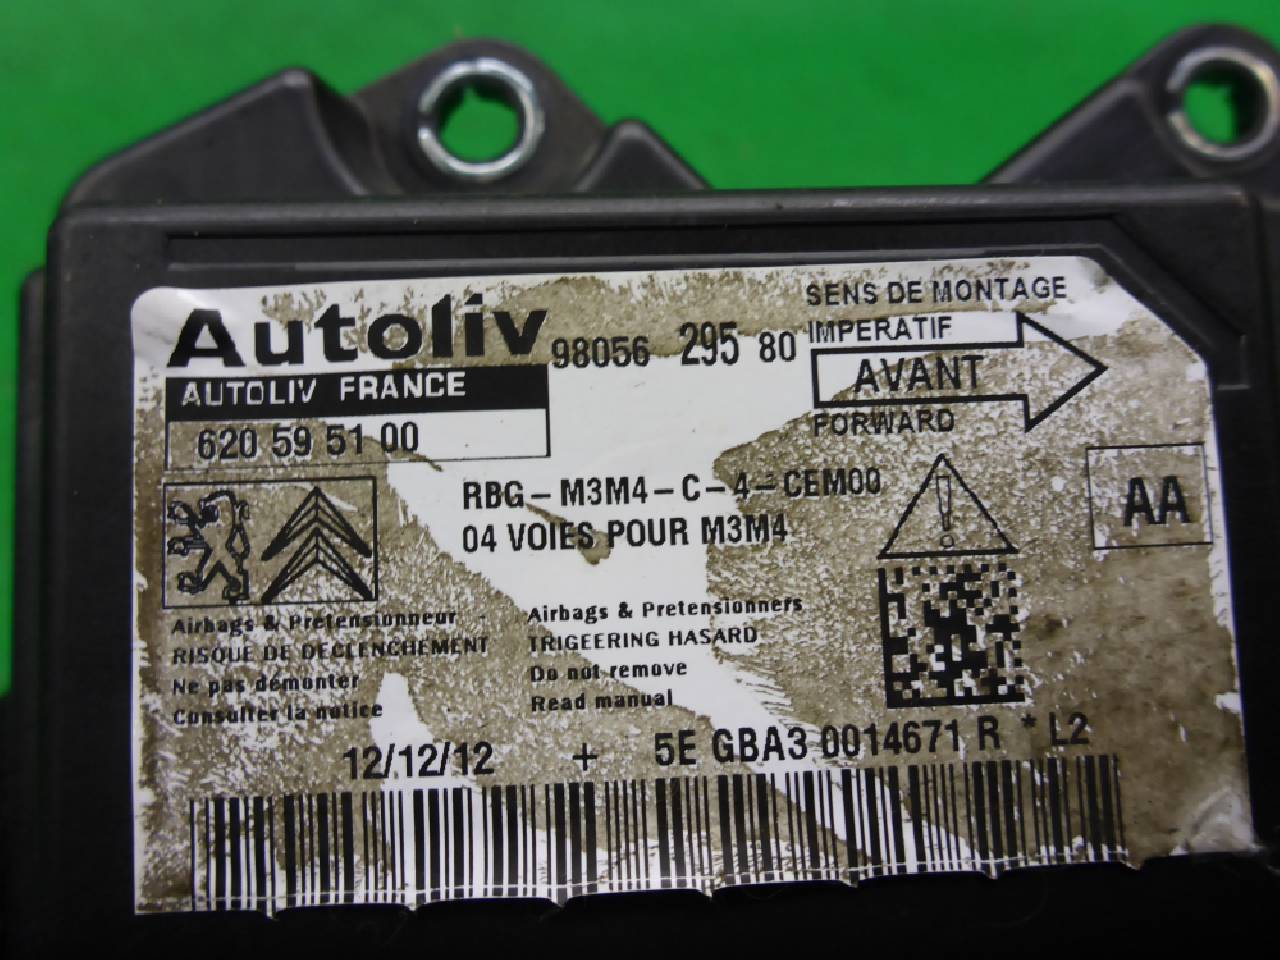 Autoliv
98056 295 80
SENS DE MONTAGE
IMPERATIF
AVANT
FORWARD
AUTOLIV FRANCE
620 59 51 00
RBG-M3M4-C-4-CEM00
04 VOIES POUR M3M4
AA
Airbags & Prétensionneur
RISQUE DE DECLENCHEMENT
Ne pas démonter
Consulter la notice
Airbags & Pretensionners
TRIGEERING HASARD
Do not remove
Read manual
12/12/12 + 5E GBA3 0014671 R * L2